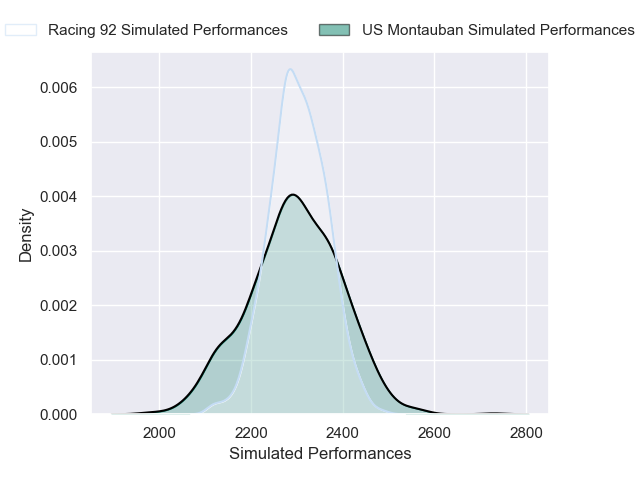 Racing 92 Simulated Performances US Montauban Simulated Performances
0.006
0.005
0.004
0.003
0.002
0.001
0.000
Density
2000 2200 2400 2600 2800
Simulated Performances